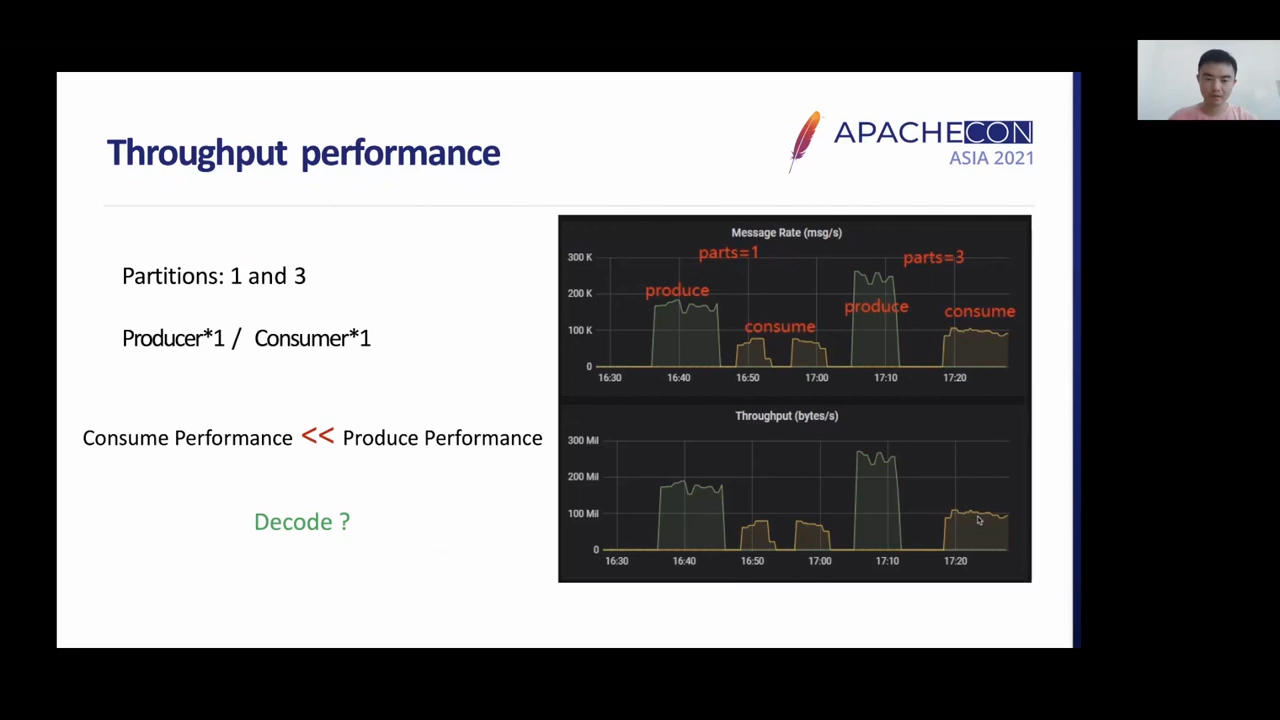 APACHECON
ASIA 2021
Throughput performance
Partitions: 1 and 3
Producer*1 / Consumer*1
Consume Performance << Produce Performance
Decode ?
Message Rate (msg/s)
parts=1
parts=3
300 K
200 K
100 K
0
produce
consume
produce
consume
16:30 16:40 16:50 17:00 17:10 17:20
Throughput (bytes/s)
300 Mil
200 Mil
100 Mil
0
16:30 16:40 16:50 17:00 17:10 17:20